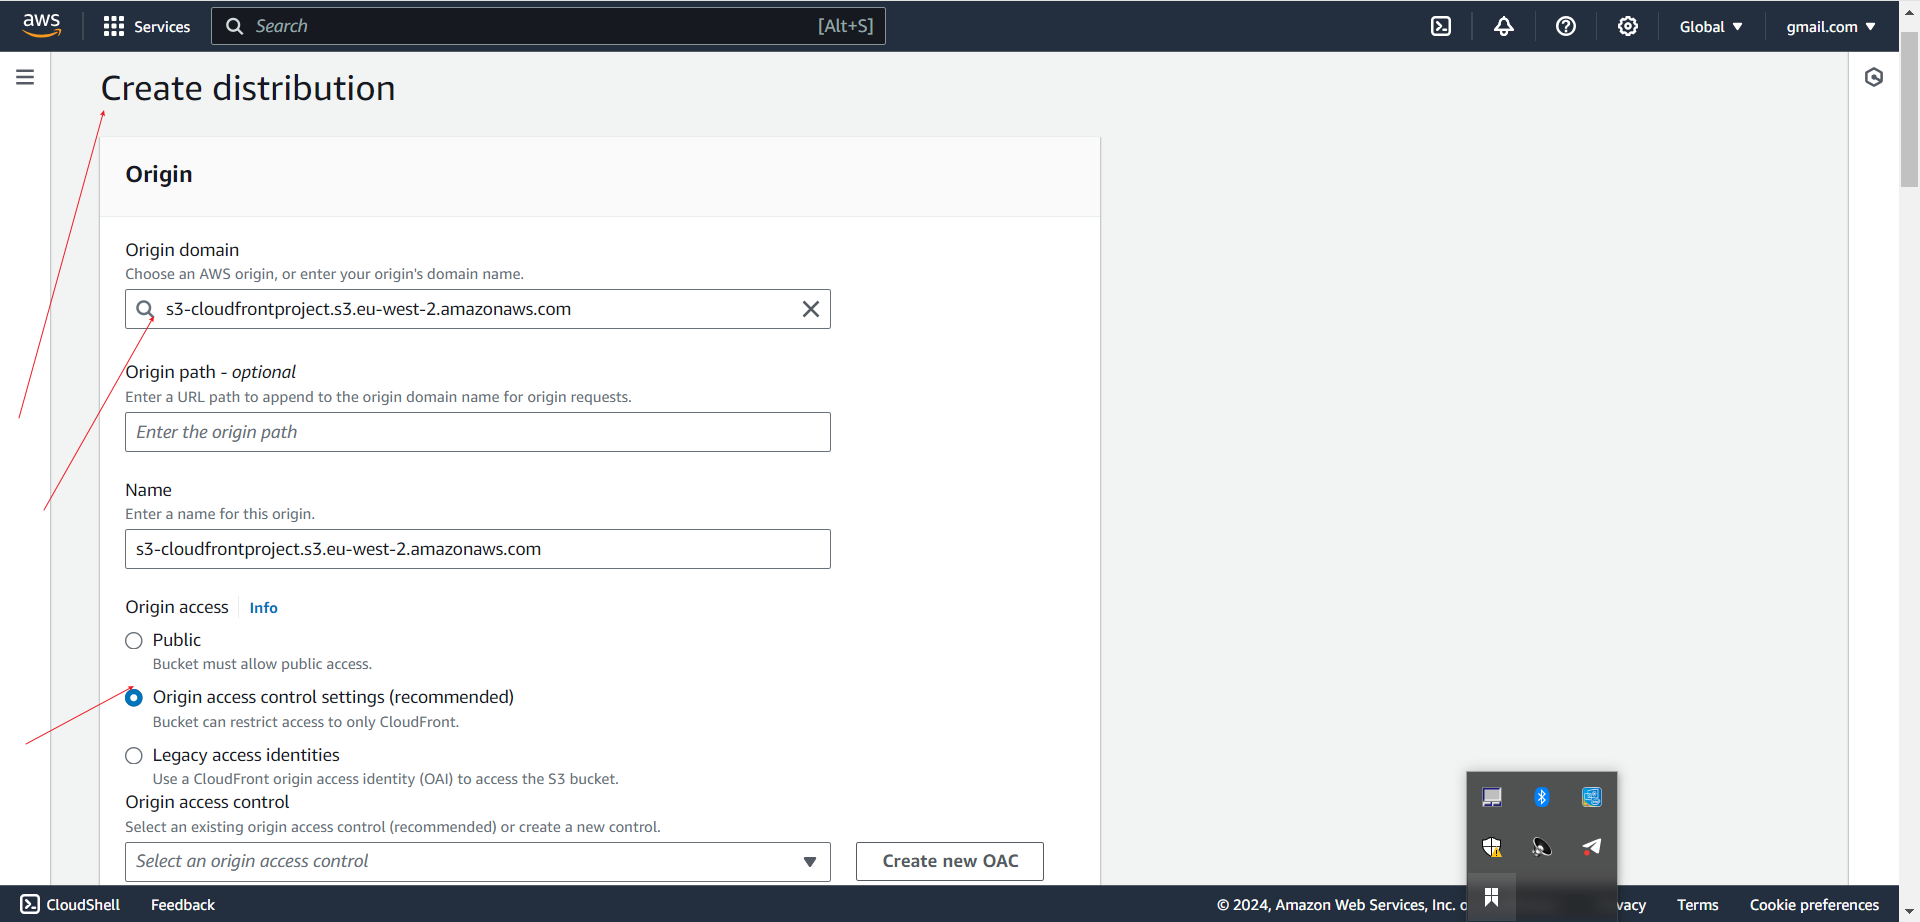 aws
Services
Search
[Alt+S]
Global
gmail.com
Create distribution
Origin
Origin domain
Choose an AWS origin, or enter your origin's domain name.
s3-cloudfrontproject.s3.eu-west-2.amazonaws.com
Origin path - optional
Enter a URL path to append to the origin domain name for origin requests.
Enter the origin path
Name
Enter a name for this origin.
s3-cloudfrontproject.s3.eu-west-2.amazonaws.com
Origin access Info
Public
Bucket must allow public access.
Origin access control settings (recommended)
Bucket can restrict access to only CloudFront.
Legacy access identities
Use a CloudFront origin access identity (OAI) to access the S3 bucket.
Origin access control
Select an existing origin access control (recommended) or create a new control.
Select an origin access control
Create new OAC
CloudShell
Feedback
© 2024, Amazon Web Services, Inc.
Terms
Cookie preferences